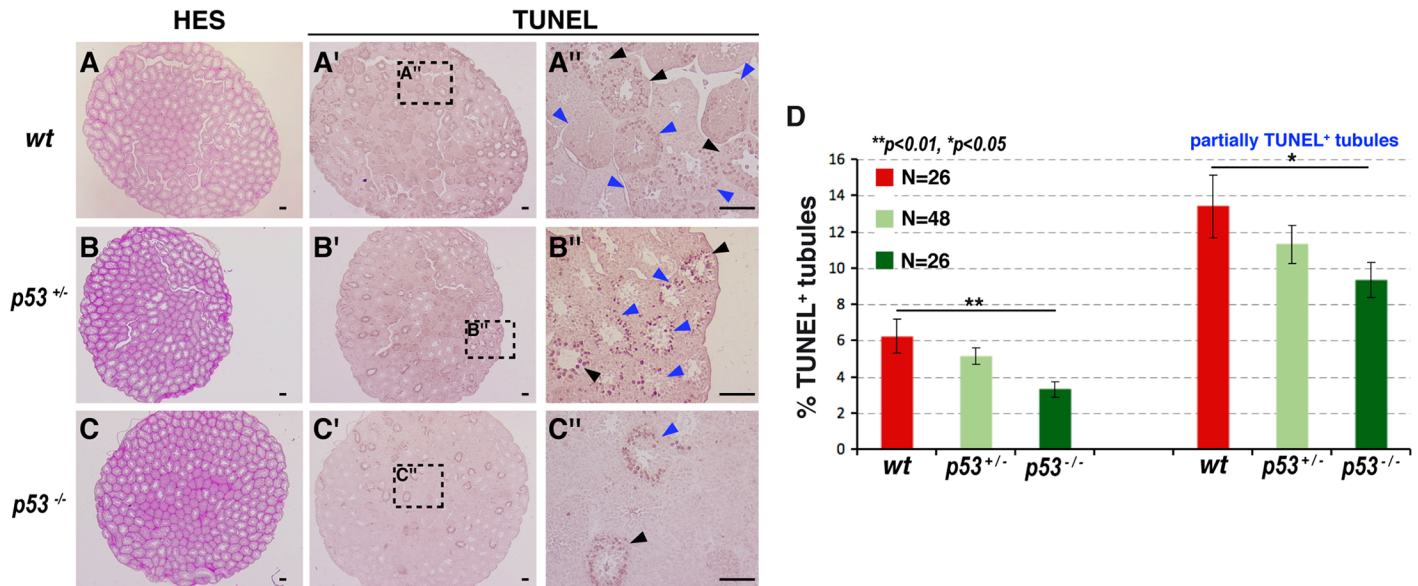 HES TUNEL
wt
A A' A'' A''
p53 +/-
B B' B'' B''
p53 -/-
C C' C'' C''
D
**p<0.01, *p<0.05
partially TUNEL+ tubules
% TUNEL+ tubules
16
14
12
10
8
6
4
2
0
N=26
N=48
N=26
**
*
wt p53+/- p53-/- wt p53+/- p53-/-